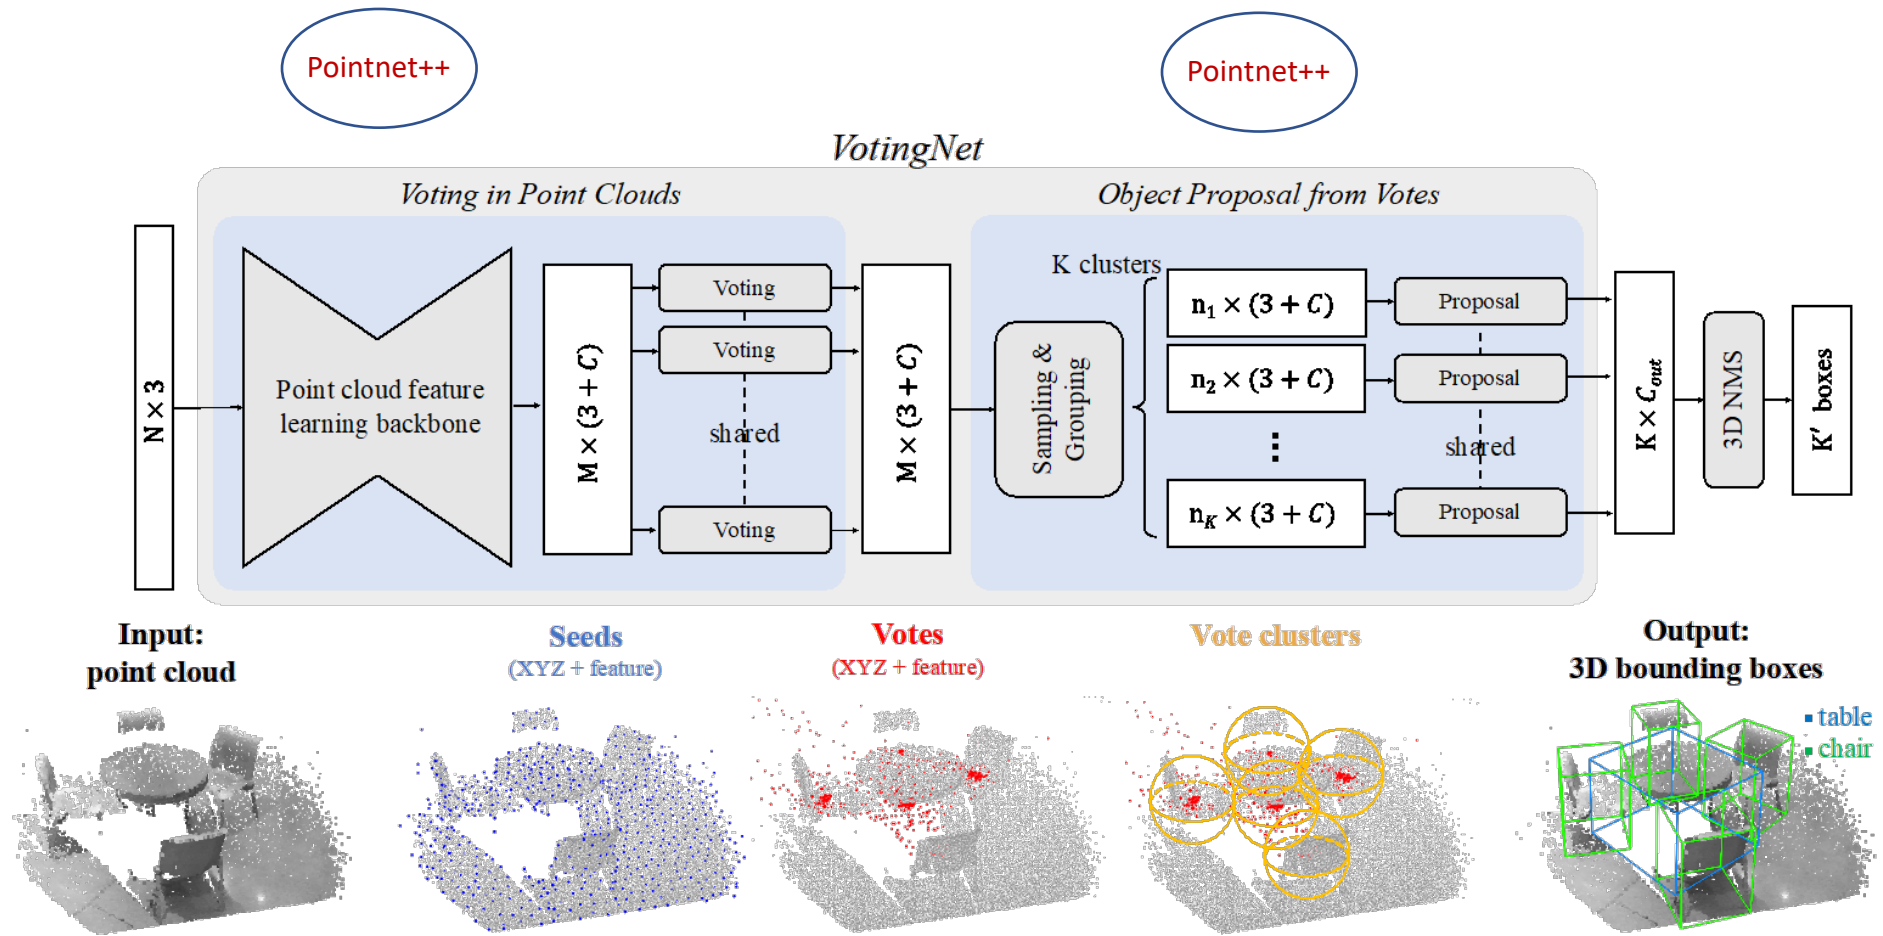 Pointnet++
Pointnet++
VotingNet
Voting in Point Clouds
Object Proposal from Votes
N × 3
Point cloud feature
learning backbone
M × (3 + C)
Voting
Voting
shared
Voting
M × (3 + C)
Sampling &
Grouping
K clusters
n₁ × (3 + C)
n₂ × (3 + C)
⋮
n_K × (3 + C)
Proposal
Proposal
shared
Proposal
K × C_out
3D NMS
K′ boxes
Input:
point cloud
Seeds
(XYZ + feature)
Votes
(XYZ + feature)
Vote clusters
Output:
3D bounding boxes
table
chair